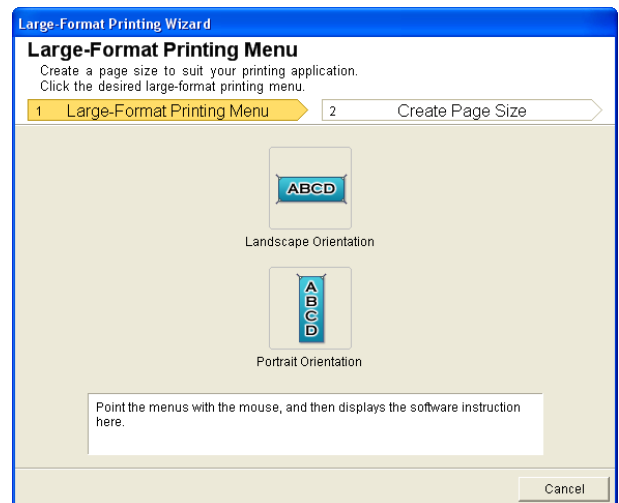 Large-Format Printing Wizard
Large-Format Printing Menu
Create a page size to suit your printing application.
Click the desired large-format printing menu.
1 Large-Format Printing Menu 2 Create Page Size
ABCD
Landscape Orientation
A
B
C
D
Portrait Orientation
Point the menus with the mouse, and then displays the software instruction
here.
Cancel